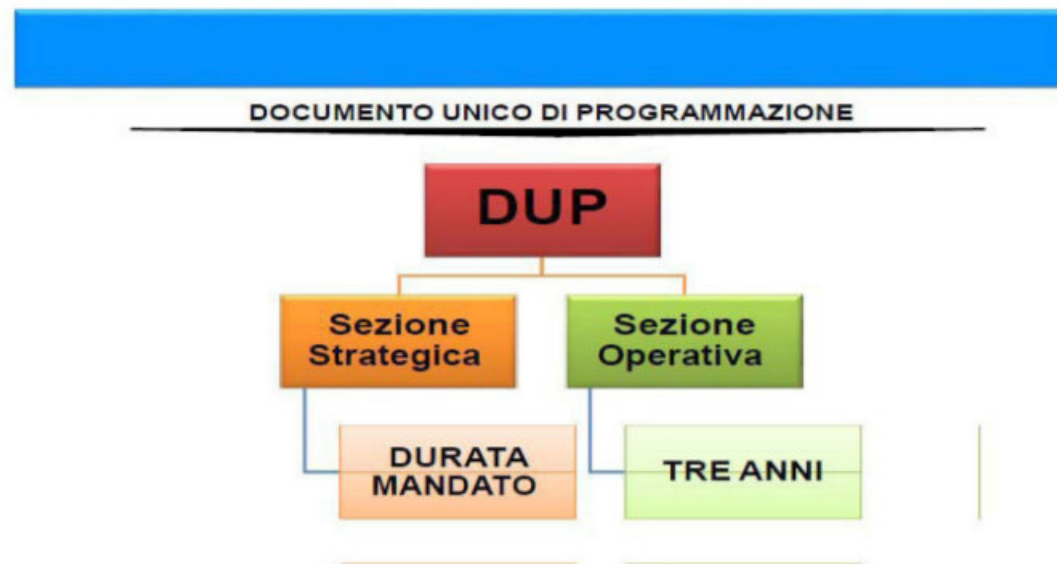 DOCUMENTO UNICO DI PROGRAMMAZIONE
DUP
Sezione
Strategica
Sezione
Operativa
DURATA
MANDATO
TRE ANNI